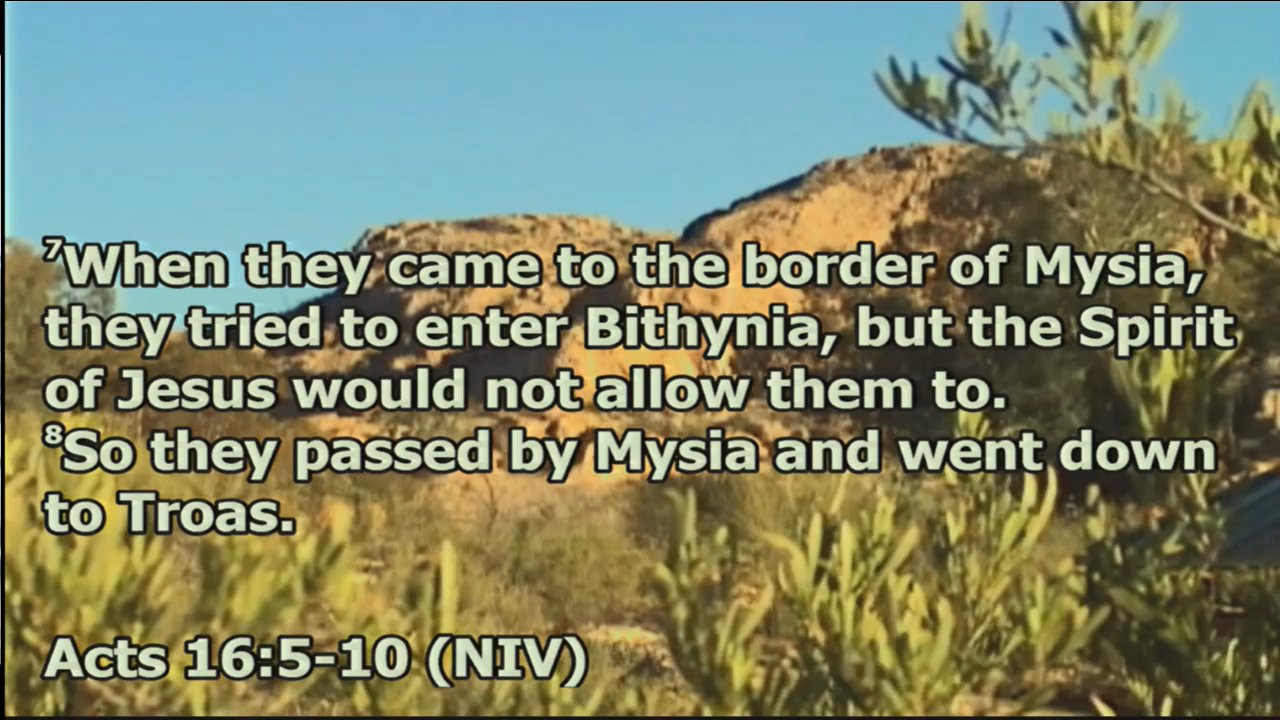 ⁷When they came to the border of Mysia,
they tried to enter Bithynia, but the Spirit
of Jesus would not allow them to.
⁸So they passed by Mysia and went down
to Troas.
Acts 16:5-10 (NIV)